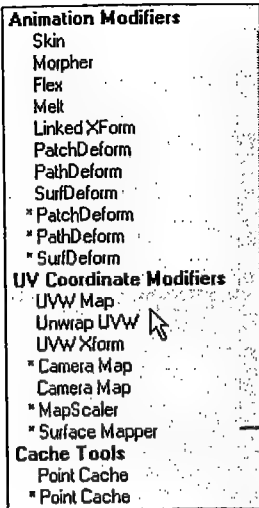 Animation Modifiers
Skin
Morpher
Flex
Melt
Linked XForm
PatchDeform
PathDeform
SurfDeform
* PatchDeform
* PathDeform
* SurfDeform
UV Coordinate Modifiers
UVW Map
Unwrap UVW
UVW Xform
* Camera Map
Camera Map
* MapScaler
* Surface Mapper
Cache Tools
Point Cache
* Point Cache